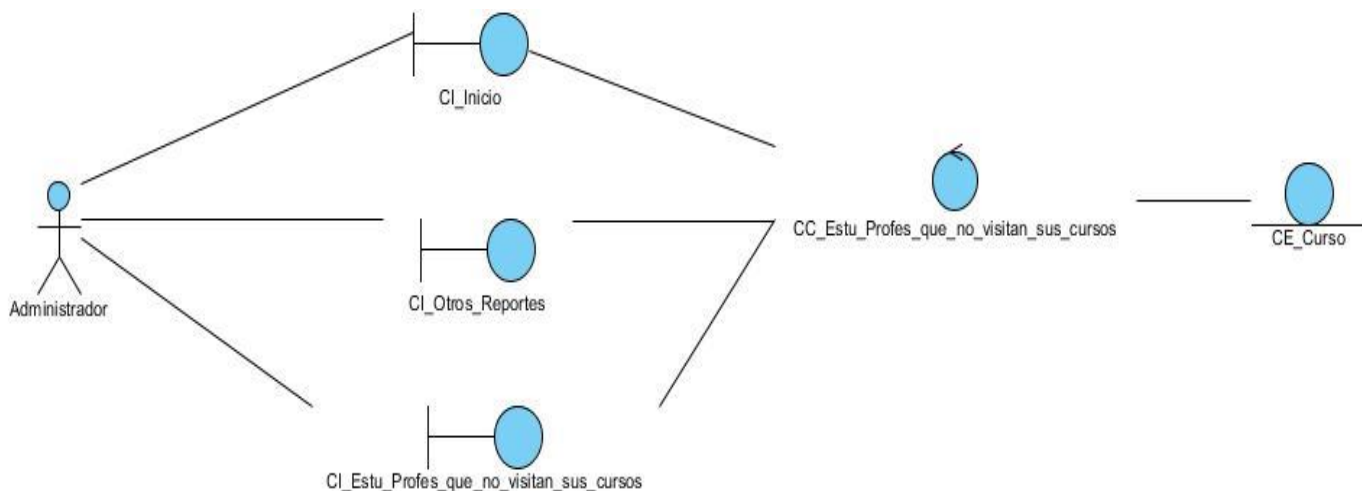 CI_Inicio
CC_Estu_Profes_que_no_visitan_sus_cursos
CE_Curso
Administrador
CI_Otros_Reportes
CI_Estu_Profes_que_no_visitan_sus_cursos